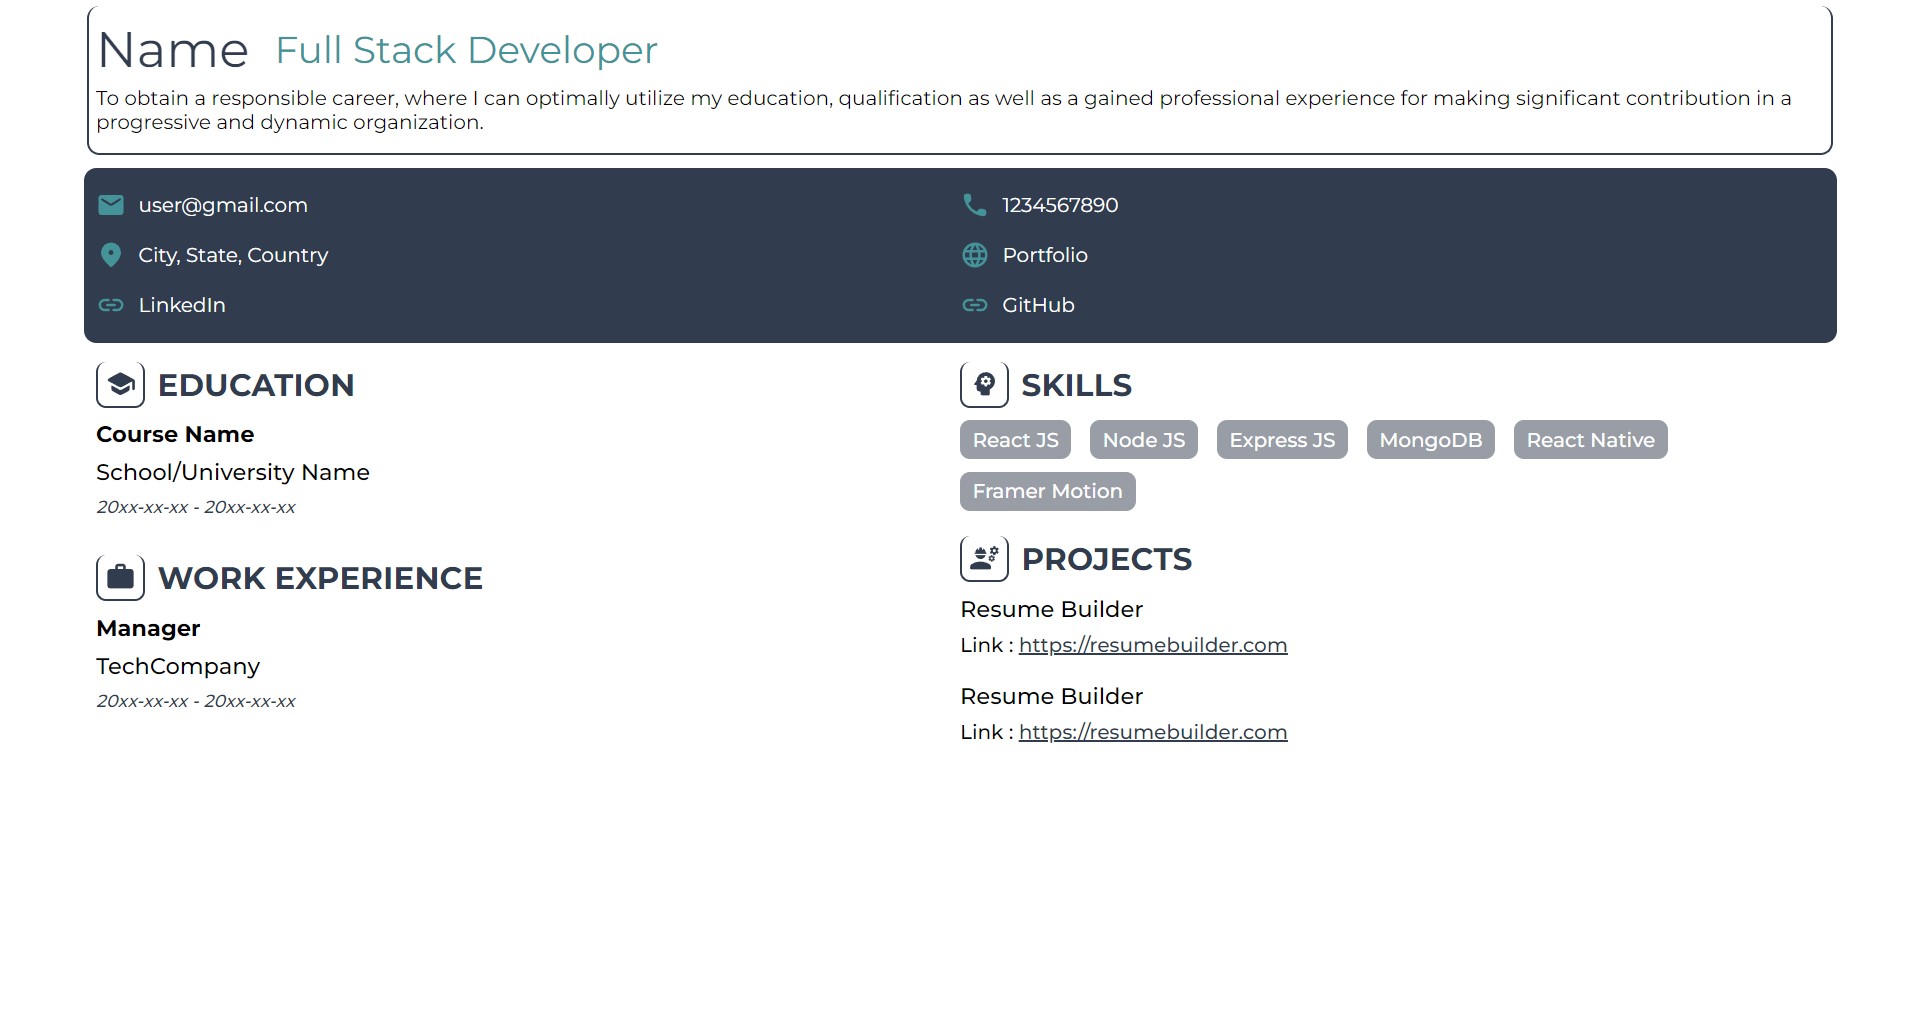 Name Full Stack Developer
To obtain a responsible career, where I can optimally utilize my education, qualification as well as a gained professional experience for making significant contribution in a
progressive and dynamic organization.
user@gmail.com
1234567890
City, State, Country
Portfolio
LinkedIn
GitHub
EDUCATION
Course Name
School/University Name
20xx-xx-xx - 20xx-xx-xx
WORK EXPERIENCE
Manager
TechCompany
20xx-xx-xx - 20xx-xx-xx
SKILLS
React JS Node JS Express JS MongoDB React Native
Framer Motion
PROJECTS
Resume Builder
Link : https://resumebuilder.com
Resume Builder
Link : https://resumebuilder.com